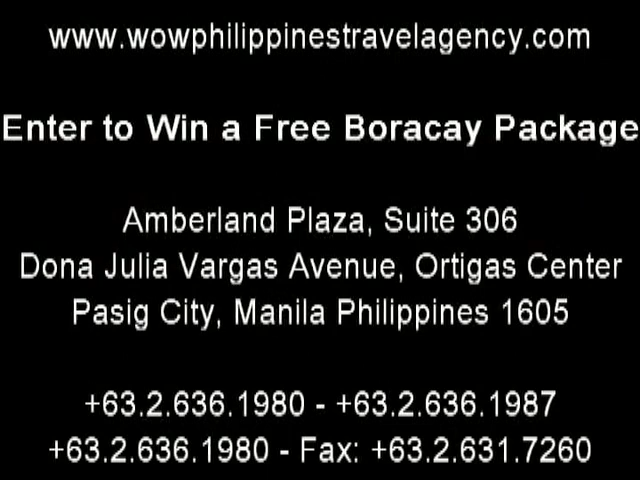 www.wowphilippinestravelagency.com
Enter to Win a Free Boracay Package
Amberland Plaza, Suite 306
Dona Julia Vargas Avenue, Ortigas Center
Pasig City, Manila Philippines 1605
+63.2.636.1980 - +63.2.636.1987
+63.2.636.1980 - Fax: +63.2.631.7260